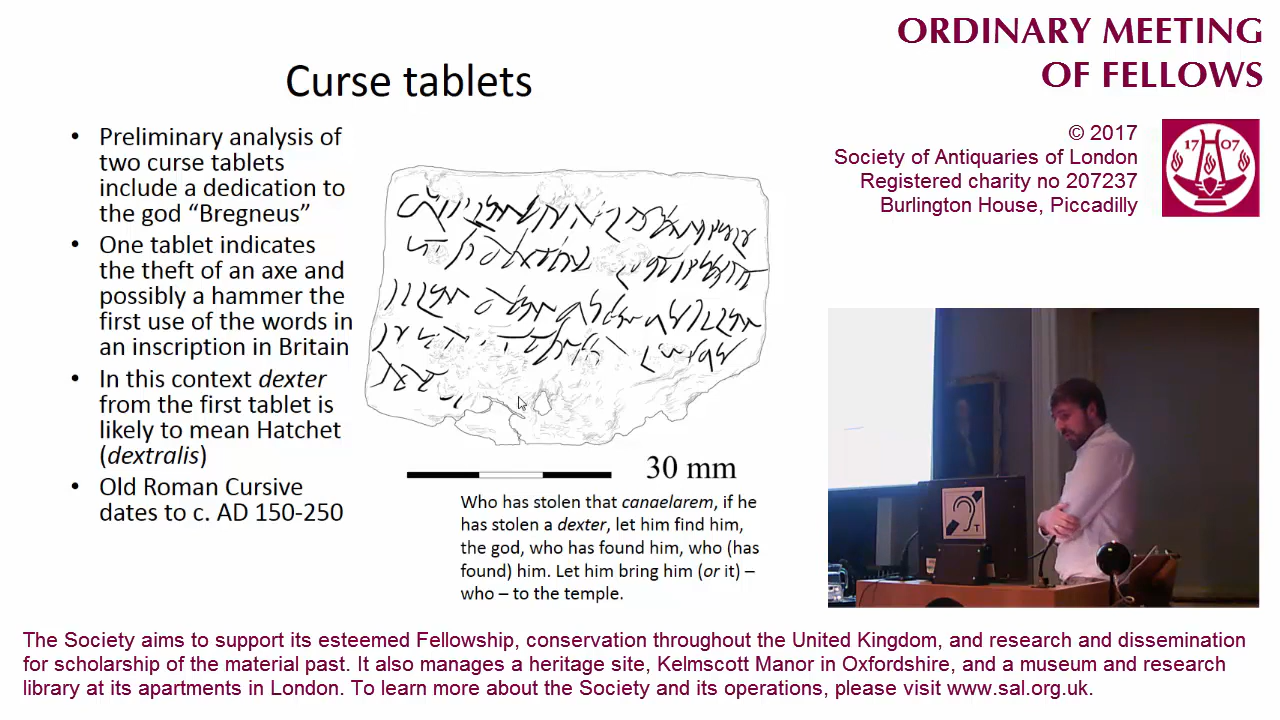 ORDINARY MEETING
OF FELLOWS
© 2017
Society of Antiquaries of London
Registered charity no 207237
Burlington House, Piccadilly
17 07
Curse tablets
• Preliminary analysis of
two curse tablets
include a dedication to
the god “Bregneus”
• One tablet indicates
the theft of an axe and
possibly a hammer the
first use of the words in
an inscription in Britain
• In this context dexter
from the first tablet is
likely to mean Hatchet
(dextralis)
• Old Roman Cursive
dates to c. AD 150-250
30 mm
Who has stolen that canaelarem, if he
has stolen a dexter, let him find him,
the god, who has found him, who (has
found) him. Let him bring him (or it) –
who – to the temple.
T
The Society aims to support its esteemed Fellowship, conservation throughout the United Kingdom, and research and dissemination
for scholarship of the material past. It also manages a heritage site, Kelmscott Manor in Oxfordshire, and a museum and research
library at its apartments in London. To learn more about the Society and its operations, please visit www.sal.org.uk.